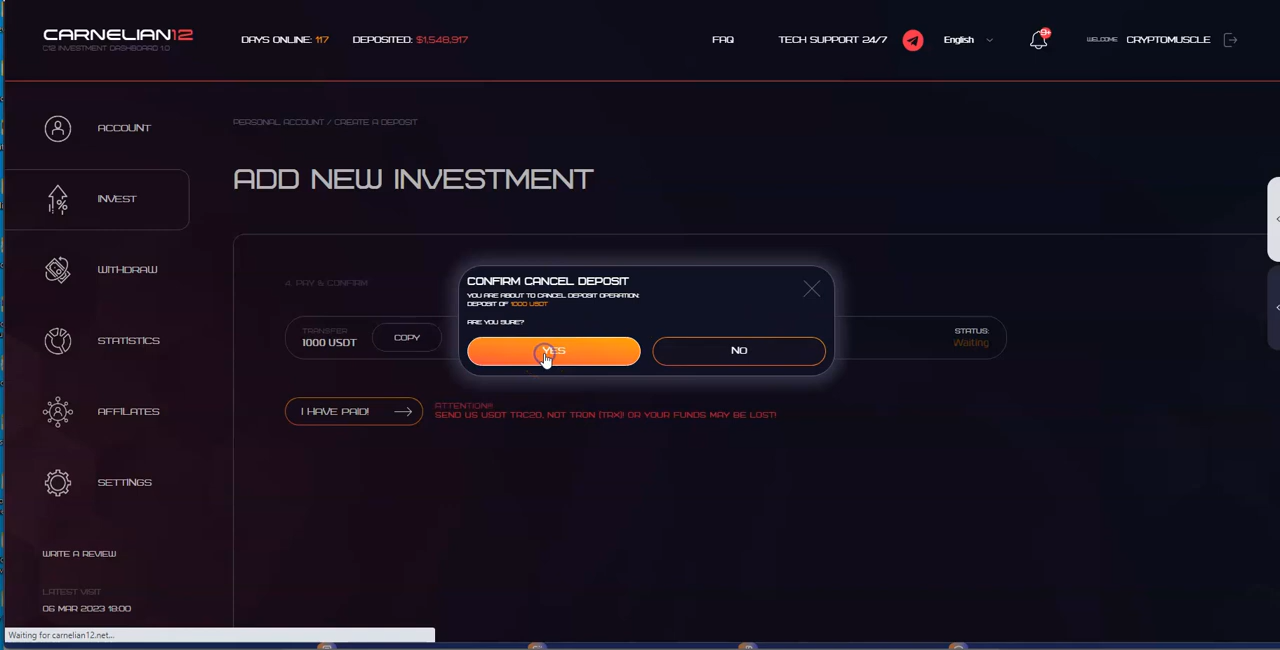 CARNELIAN12
C12 INVESTMENT DASHBOARD 1.0
DAYS ONLINE: 117
DEPOSITED: $1,548,917
FAQ
TECH SUPPORT 24/7
English
9+
WELCOME
CRYPTOMUSCLE
ACCOUNT
INVEST
WITHDRAW
STATISTICS
AFFILIATES
SETTINGS
WRITE A REVIEW
LATEST VISIT
06 MAR 2023 18:00
PERSONAL ACCOUNT / CREATE A DEPOSIT
ADD NEW INVESTMENT
4. PAY & CONFIRM
TRANSFER
1000 USDT
COPY
STATUS:
Waiting
CONFIRM CANCEL DEPOSIT
YOU ARE ABOUT TO CANCEL DEPOSIT OPERATION:
DEPOSIT OF 1000 USDT
ARE YOU SURE?
YES
NO
I HAVE PAID!
ATTENTION!!!
SEND US USDT TRC20, NOT TRON (TRX)! OR YOUR FUNDS MAY BE LOST!
Waiting for carnelian12.net...